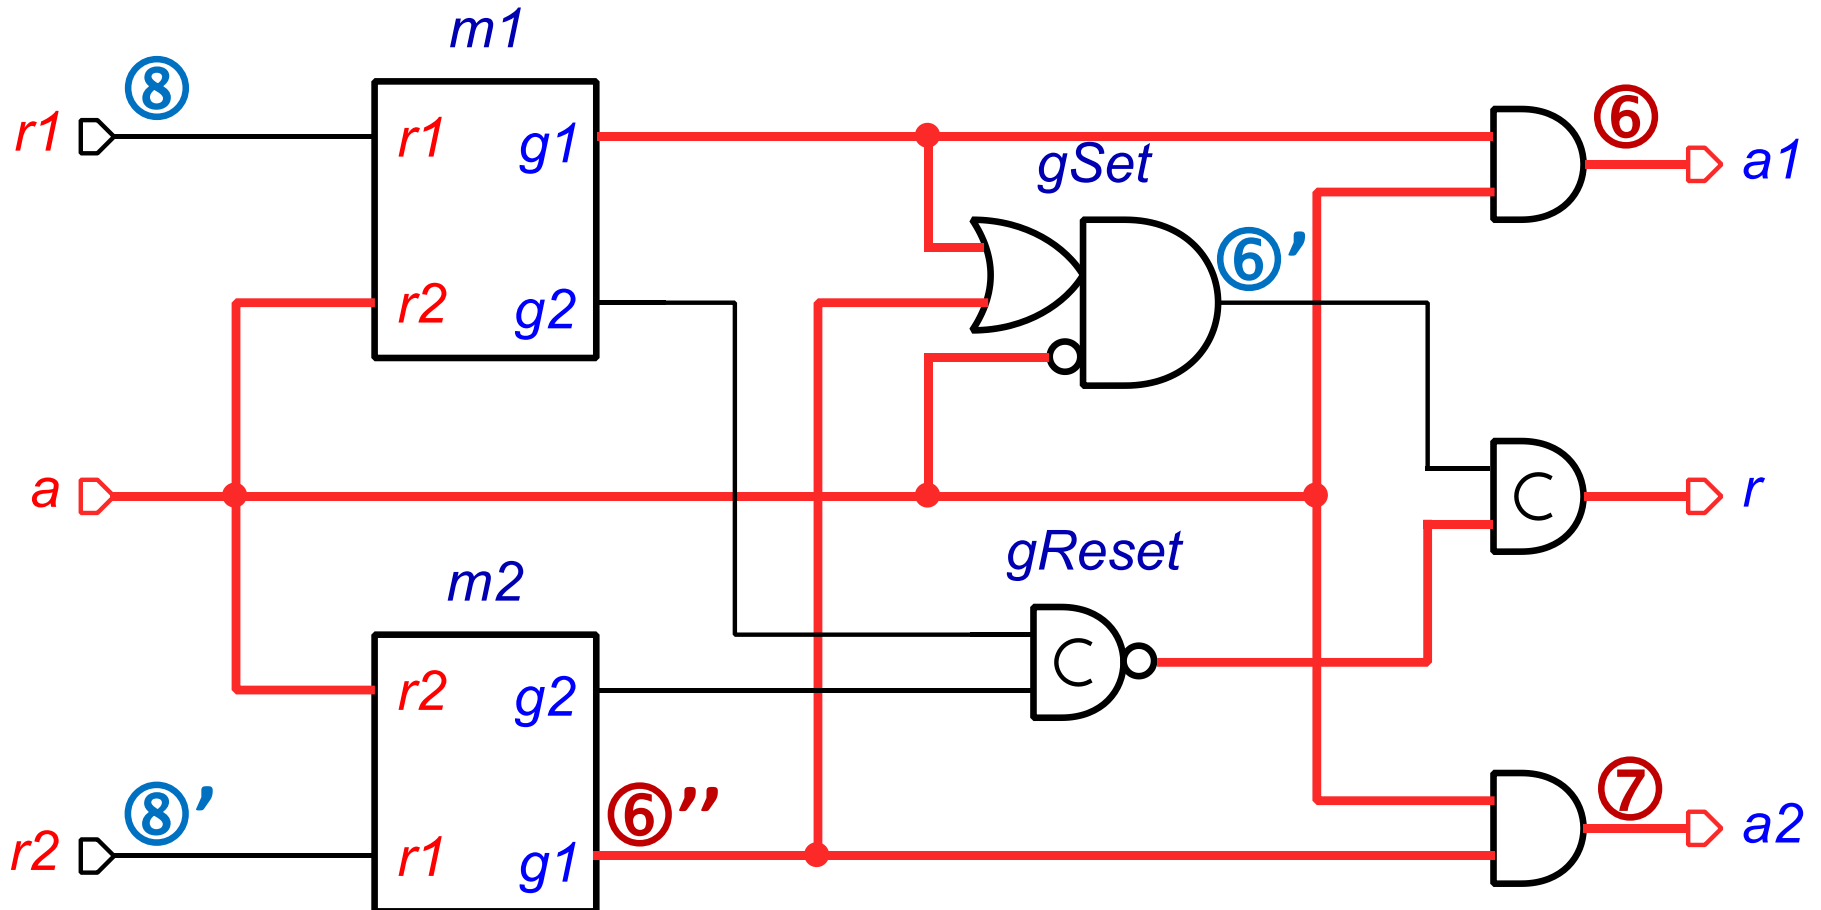 m1
r1
⑧
r1
g1
⑥
a1
gSet
r2
g2
⑥’
a
r
C
gReset
m2
C
r2
g2
⑧’
⑥’’
⑦
r2
r1
g1
a2